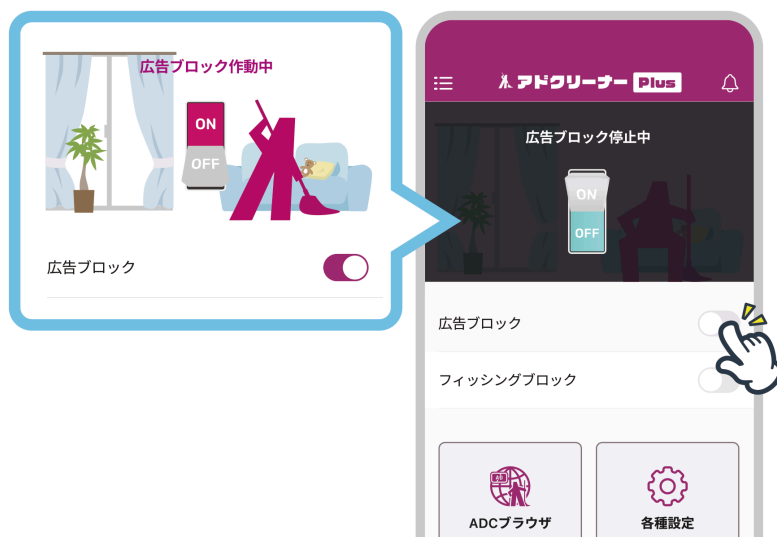 広告ブロック作動中
ON
OFF
広告ブロック
アドクリーナー Plus
広告ブロック停止中
ON
OFF
広告ブロック
フィッシングブロック
AD
ADCブラウザ
各種設定